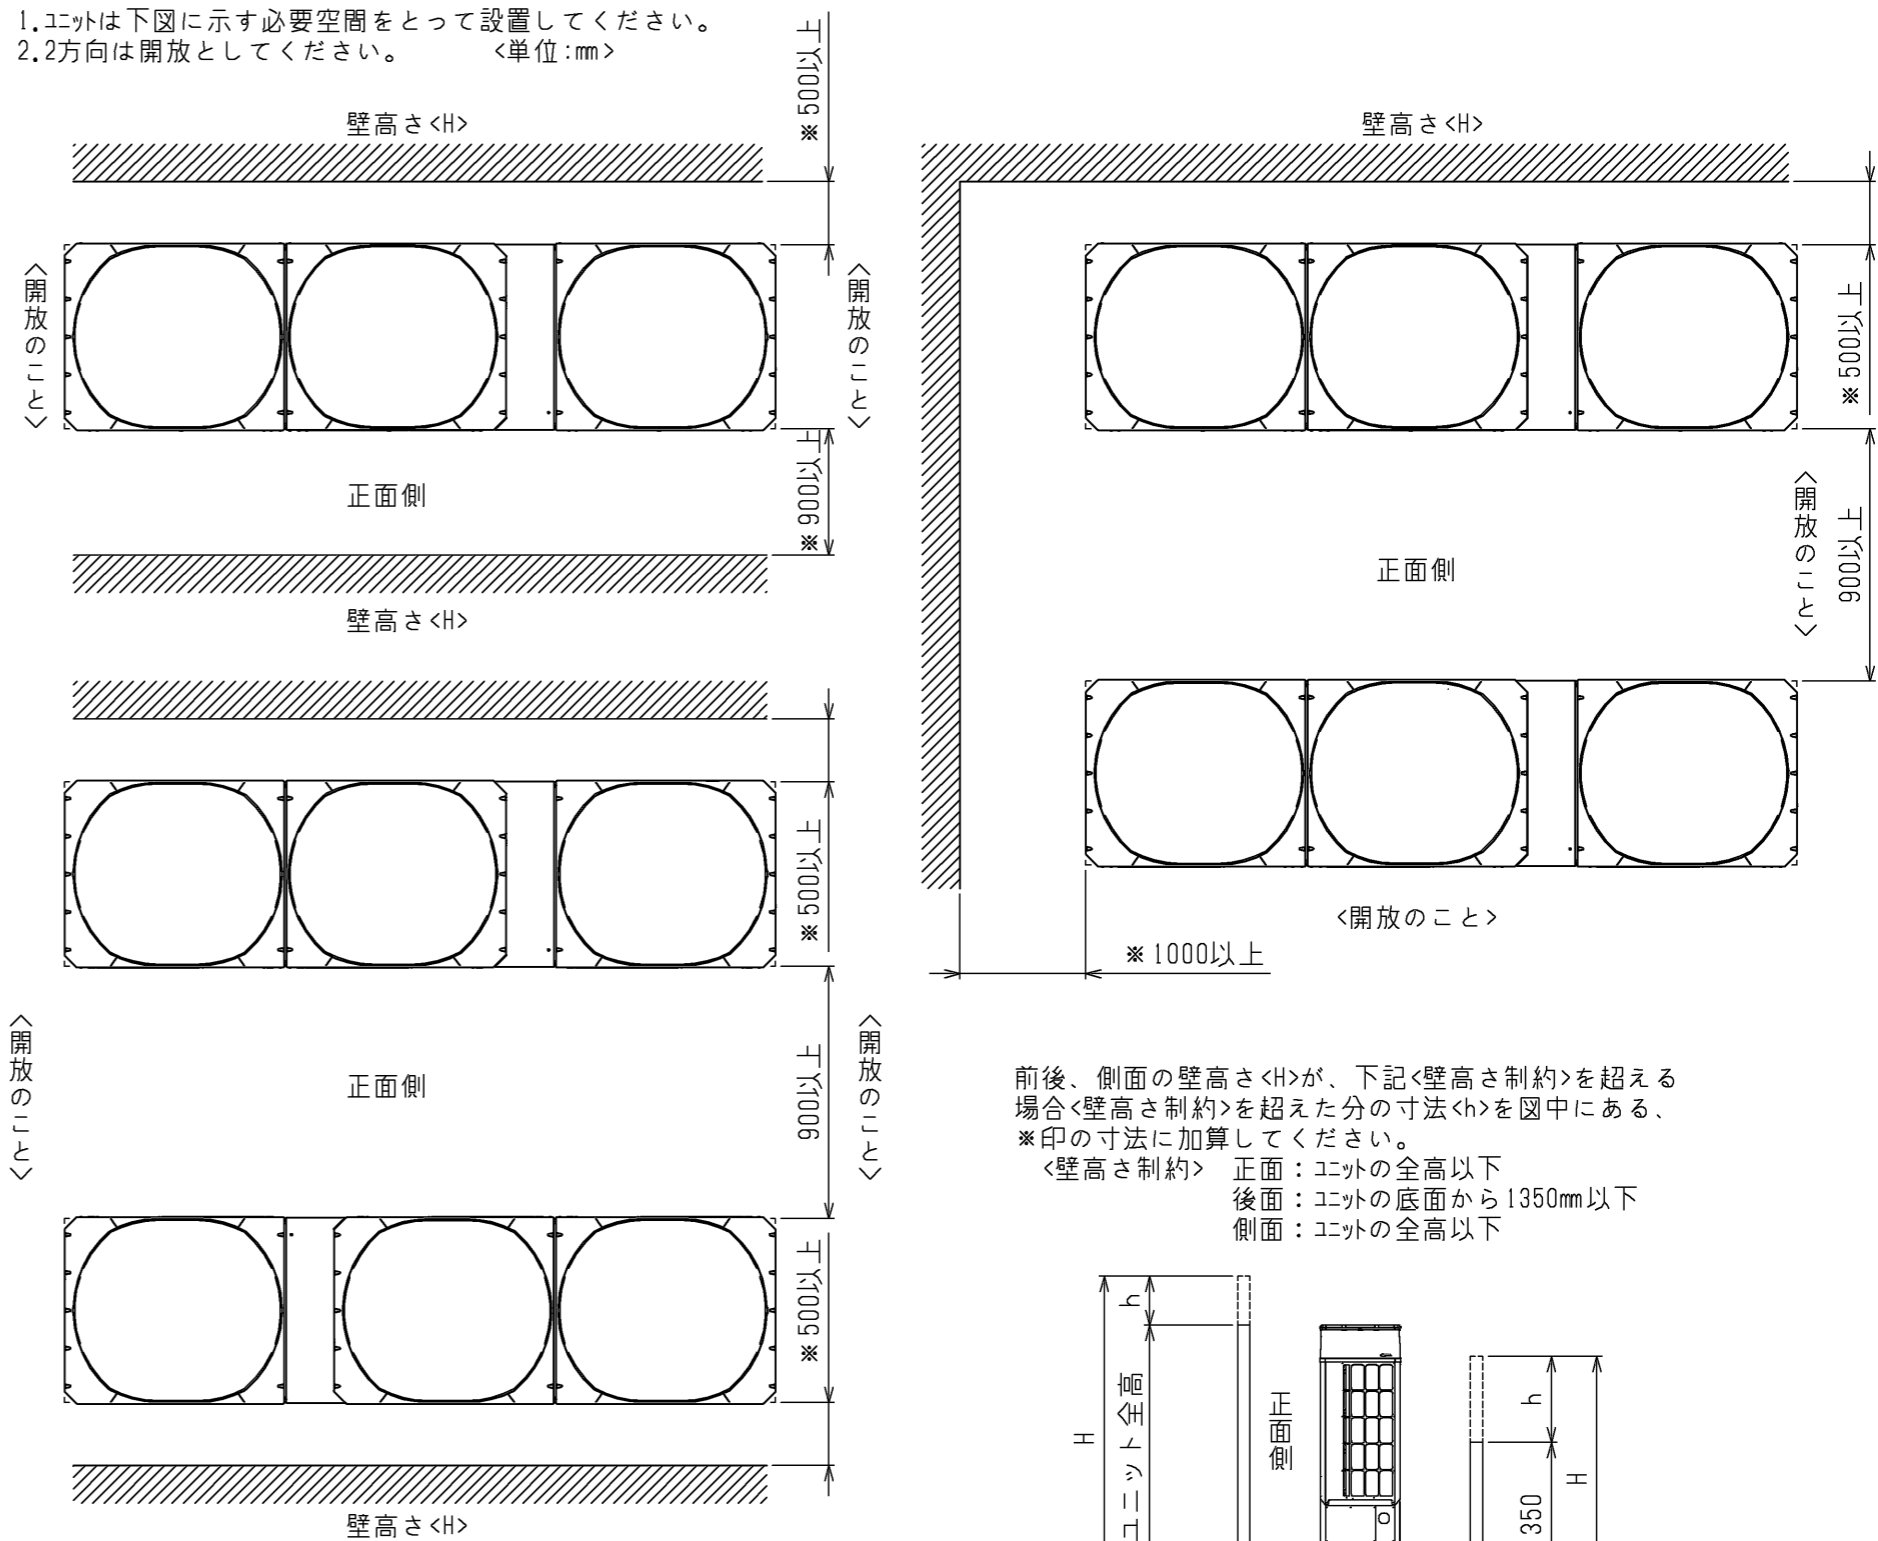 1.ﾕﾆｯﾄは下図に示す必要空間をとって設置してください。
2.2方向は開放としてください。 <単位:㎜>
※500以上
壁高さ<H>
<開放のこと>
<開放のこと>
正面側
※900以上
壁高さ<H>
※500以上
<開放のこと>
正面側
900以上
<開放のこと>
※500以上
壁高さ<H>
壁高さ<H>
※500以上
正面側
<開放のこと>
900以上
<開放のこと>
※1000以上
前後、側面の壁高さ<H>が、下記<壁高さ制約>を超える
場合<壁高さ制約>を超えた分の寸法<h>を図中にある、
※印の寸法に加算してください。
<壁高さ制約> 正面：ﾕﾆｯﾄの全高以下
後面：ﾕﾆｯﾄの底面から1350㎜以下
側面：ﾕﾆｯﾄの全高以下
h
H
ユニット全高
正面側
h
H
350